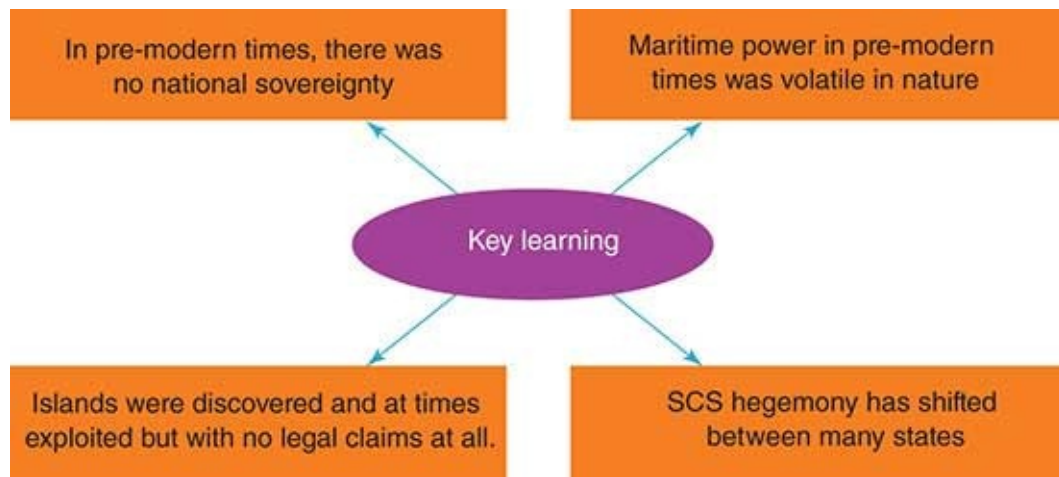 In pre-modern times, there was
no national sovereignty
Maritime power in pre-modern
times was volatile in nature
Key learning
Islands were discovered and at times
exploited but with no legal claims at all.
SCS hegemony has shifted
between many states